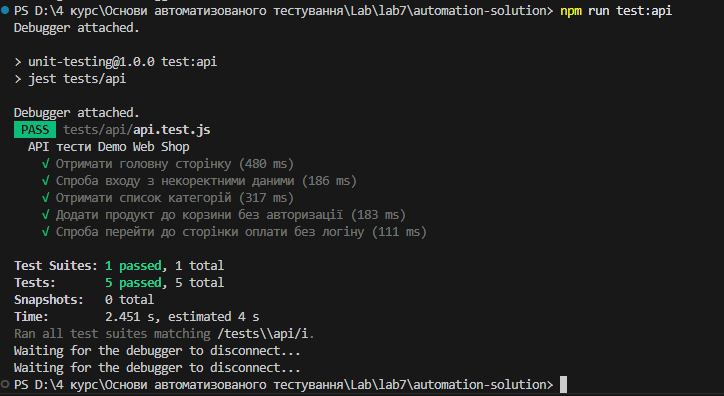 PS D:\4 курс\Основи автоматизованого тестування\Lab\lab7\automation-solution> npm run test:api
Debugger attached.
> unit-testing@1.0.0 test:api
> jest tests/api
Debugger attached.
PASS tests/api/api.test.js
API тести Demo Web Shop
√ Отримати головну сторінку (480 ms)
√ Спроба входу з некоректними даними (186 ms)
√ Отримати список категорій (317 ms)
√ Додати продукт до корзини без авторизації (183 ms)
√ Спроба перейти до сторінки оплати без логіну (111 ms)
Test Suites: 1 passed, 1 total
Tests: 5 passed, 5 total
Snapshots: 0 total
Time: 2.451 s, estimated 4 s
Ran all test suites matching /tests\\api/i.
Waiting for the debugger to disconnect...
Waiting for the debugger to disconnect...
PS D:\4 курс\Основи автоматизованого тестування\Lab\lab7\automation-solution>